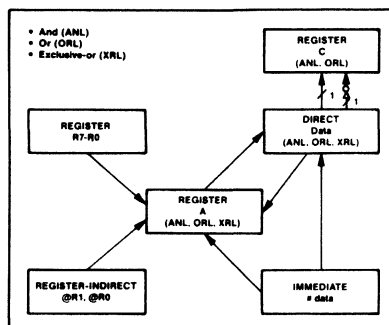 • And (ANL)
• Or (ORL)
• Exclusive-or (XRL)
REGISTER
C
(ANL. ORL)
1
1
REGISTER
R7-R0
DIRECT
Data
(ANL. ORL. XRL)
REGISTER
A
(ANL. ORL. XRL)
REGISTER-INDIRECT
@R1, @R0
IMMEDIATE
# data